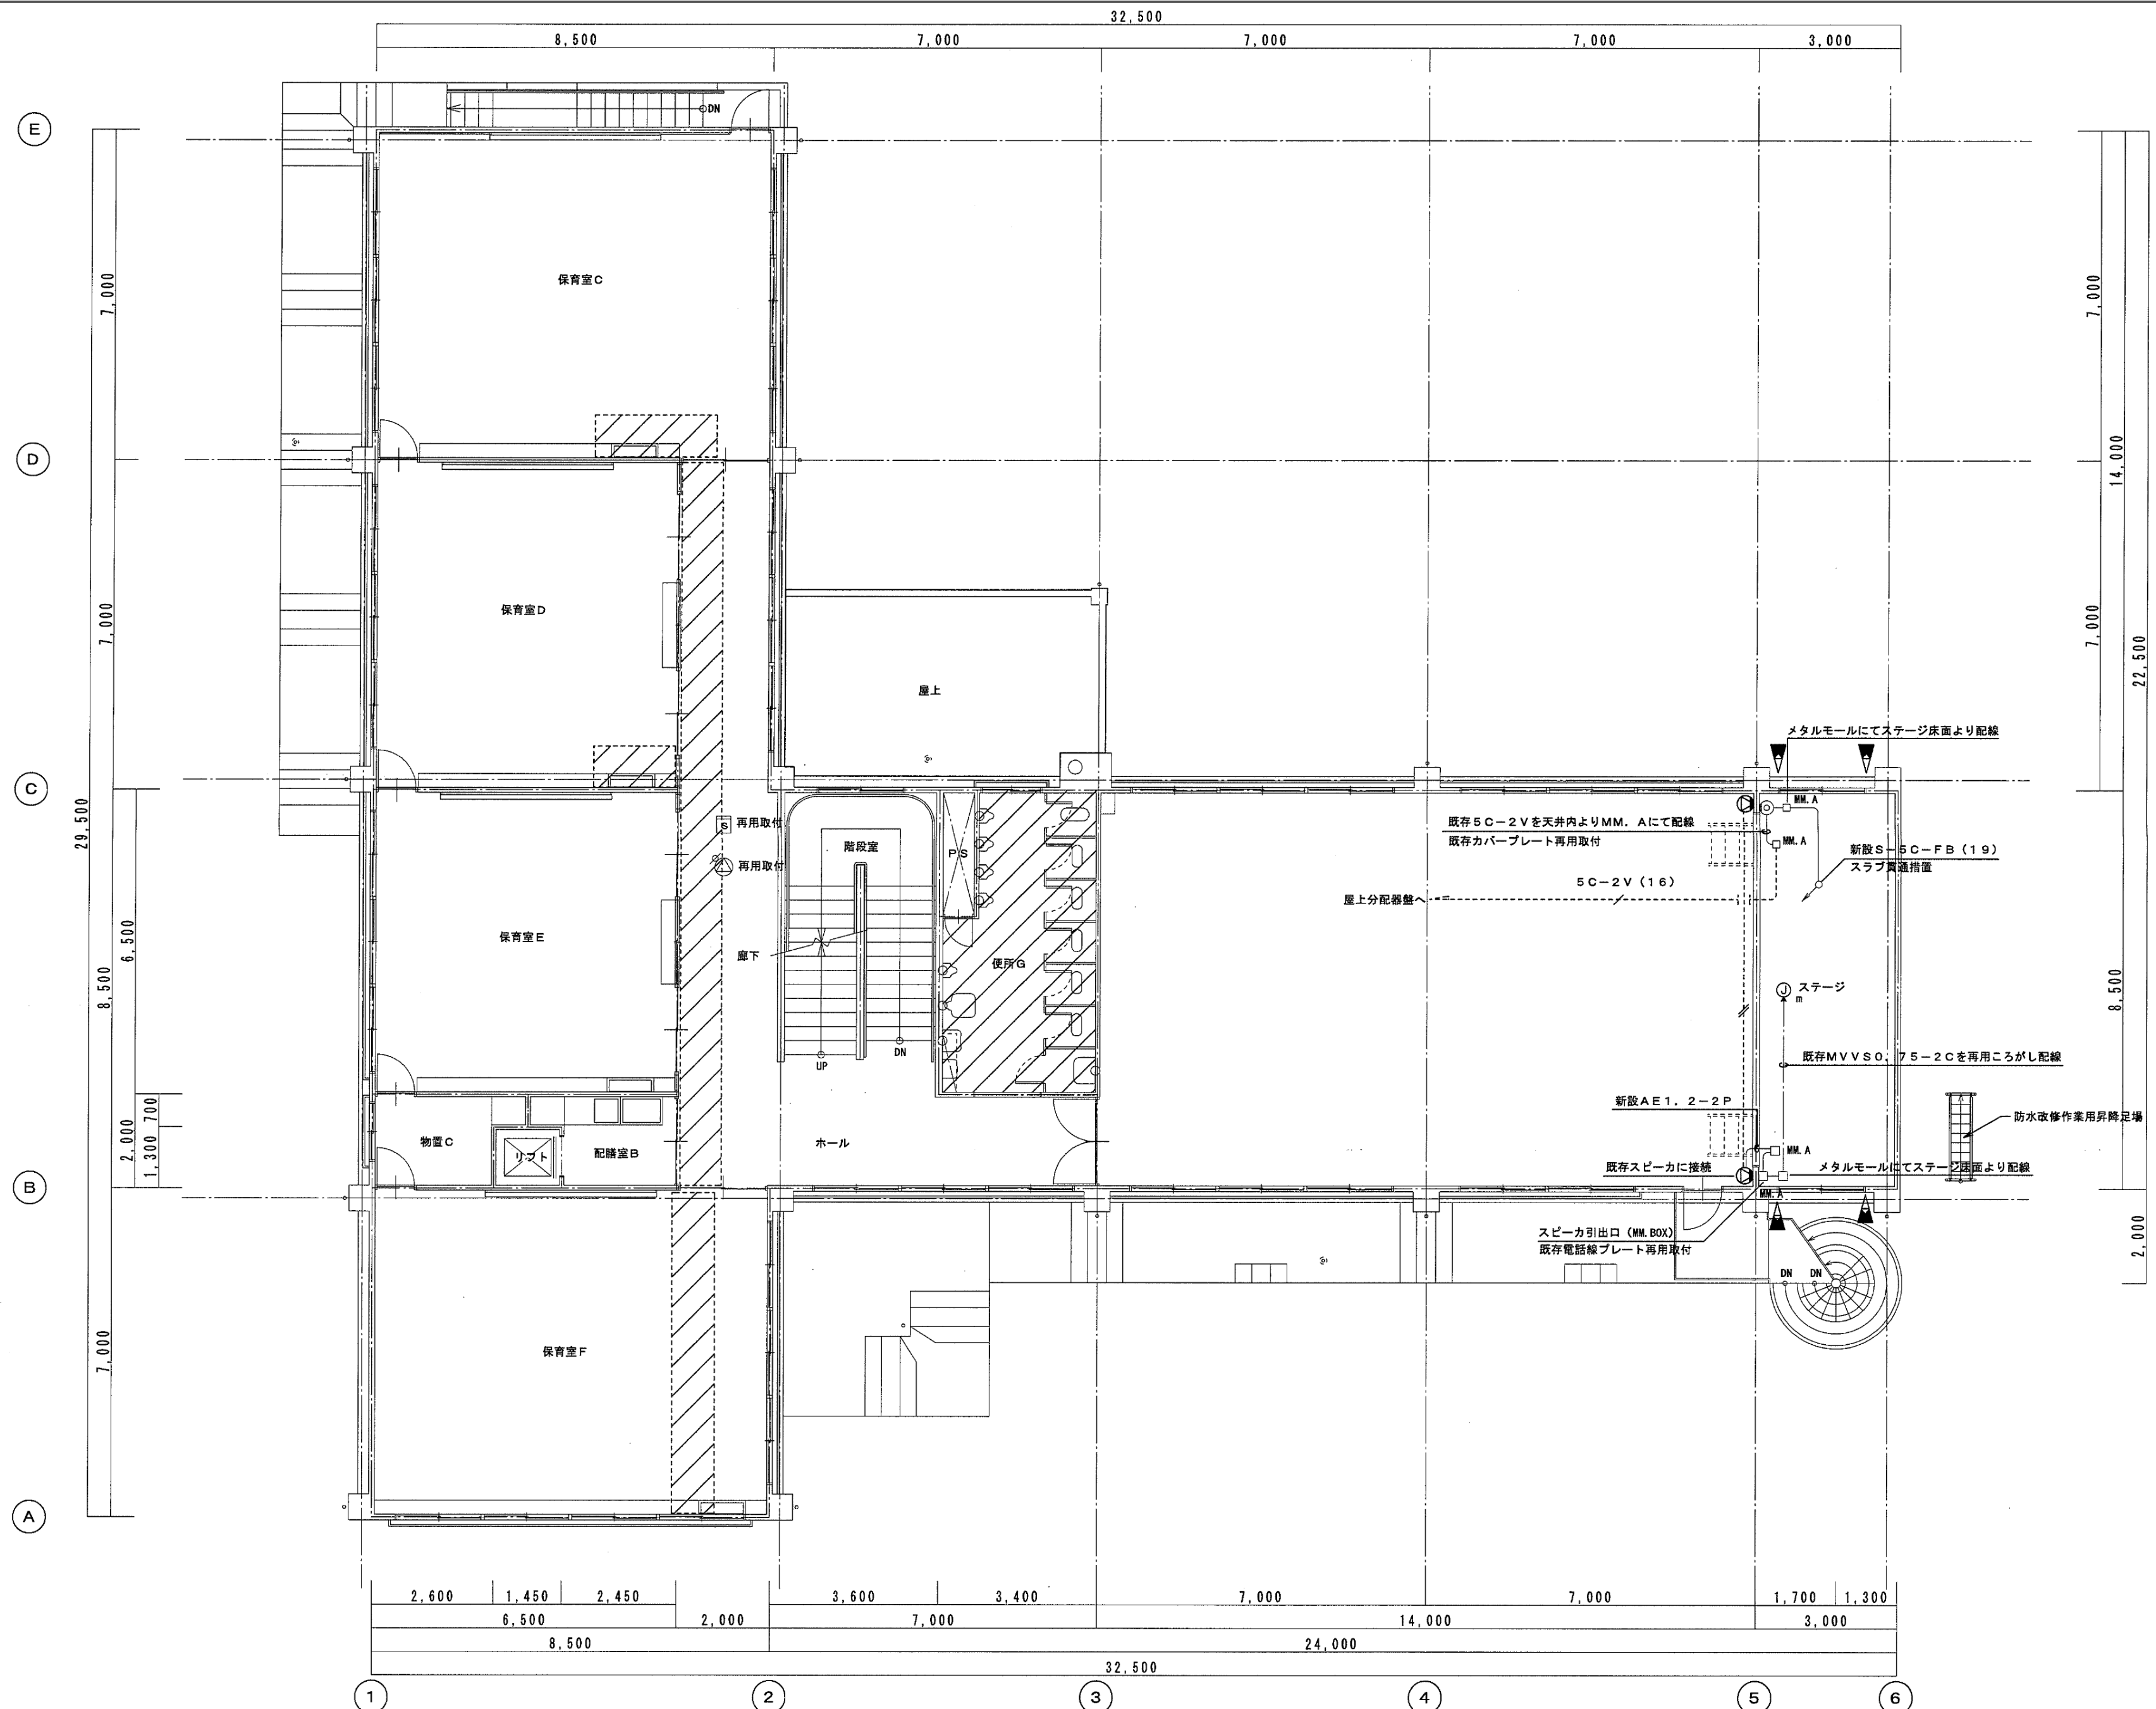 32,500
8,500
7,000
7,000
7,000
3,000
DN
E
保育室C
7,000
7,000
D
14,000
保育室D
7,000
7,000
22,500
屋上
メタルモールにてステージ床面より配線
C
MM.A
29,500
S
再用取付
階段室
PS
既存5C-2Vを天井内よりMM.Aにて配線
既存カバープレート再用取付
MM.A
新設S-5C-FB(19)
スラブ貫通措置
再用取付
5C-2V(16)
屋上分配器盤へ
6,500
保育室E
廊下
便所G
8,500
8,500
J
ステージ
m
UP
DN
既存MVVS0.75-2Cを再用ころがし配線
新設AE1.2-2P
700
防水改修作業用昇降足場
2,000
1,300
物置C
リフト
配膳室B
ホール
MM.A
既存スピーカに接続
メタルモールにてステージ床面より配線
B
MM.A
スピーカ引出口(MM.BOX)
既存電話線プレート再用取付
2,000
DN
DN
7,000
保育室F
A
2,600
1,450
2,450
3,600
3,400
7,000
7,000
1,700
1,300
6,500
2,000
7,000
14,000
3,000
8,500
24,000
32,500
1
2
3
4
5
6